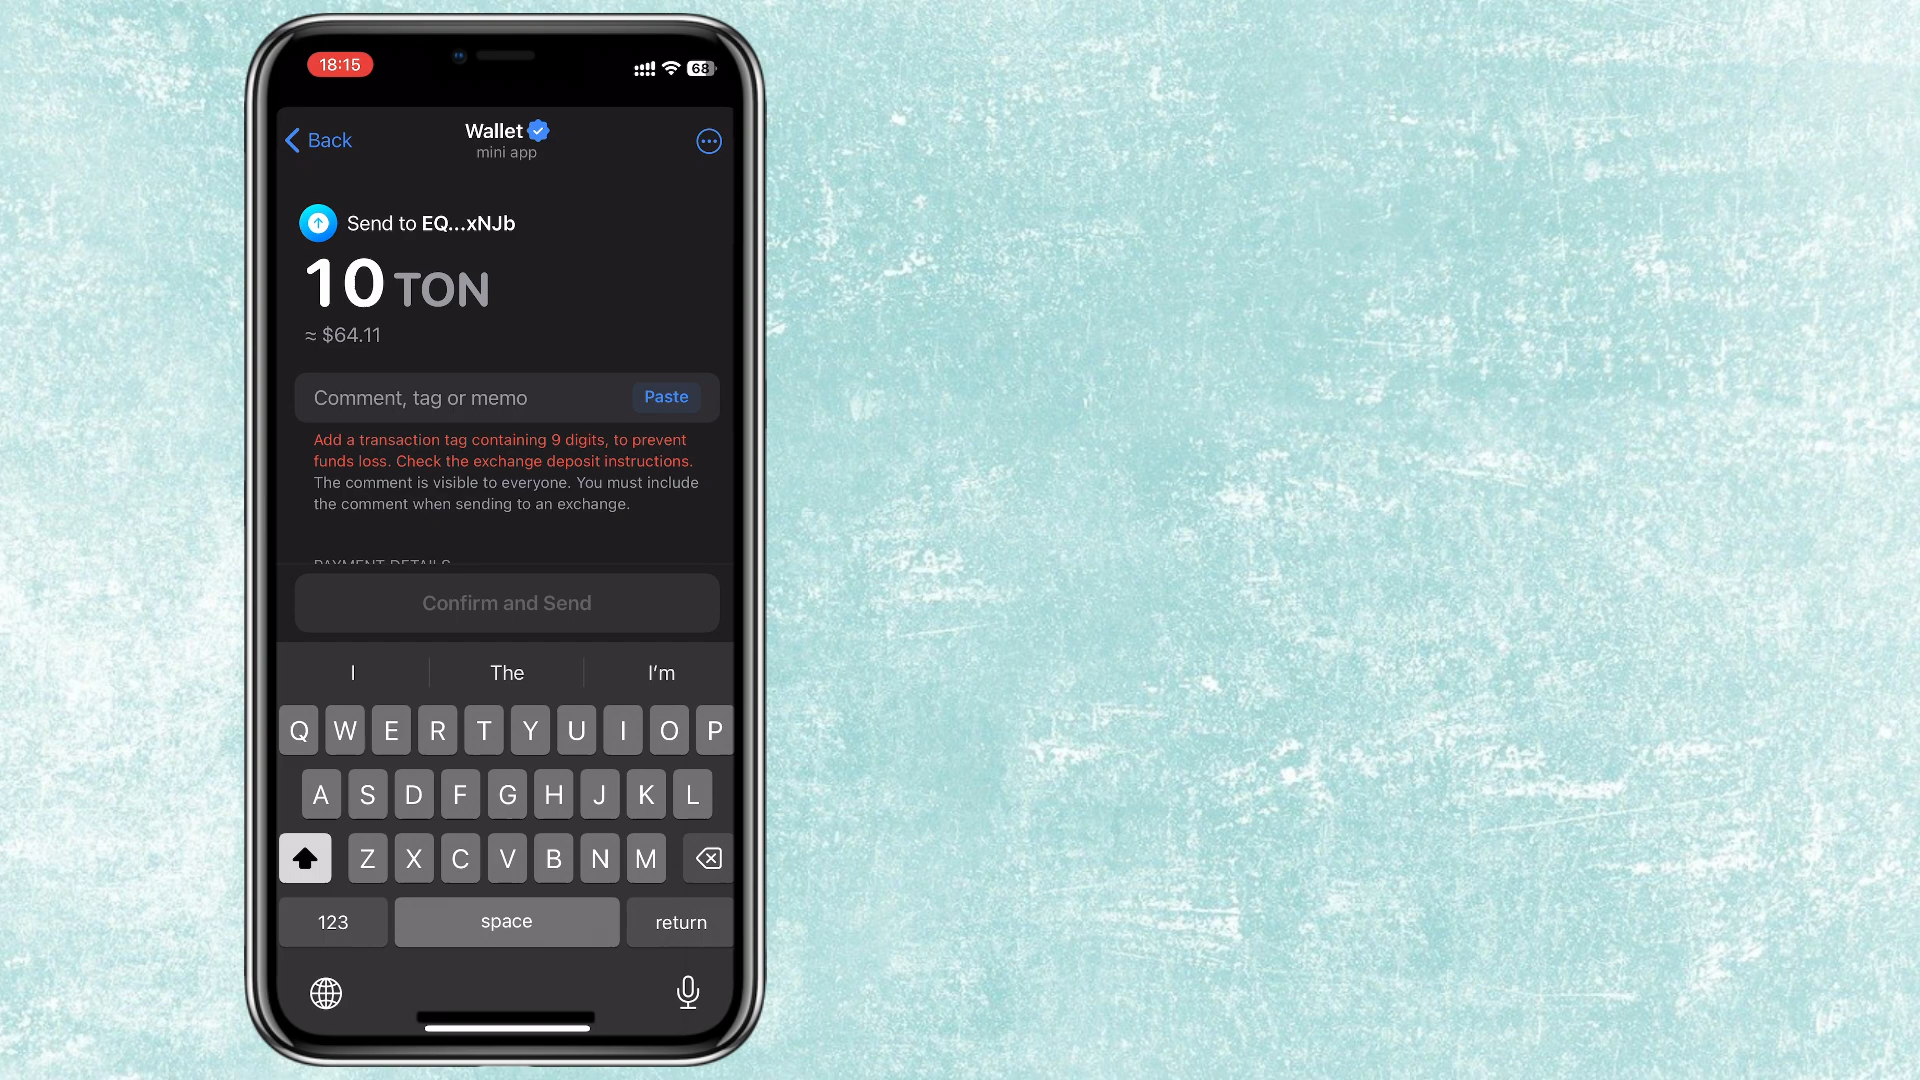 18:15
68
Back
Wallet
mini app
Send to EQ...xNJb
10 TON
≈ $64.11
Comment, tag or memo
Paste
Add a transaction tag containing 9 digits, to prevent
funds loss. Check the exchange deposit instructions.
The comment is visible to everyone. You must include
the comment when sending to an exchange.
PAYMENT DETAILS
Confirm and Send
I The I'm
Q W E R T Y U I O P
A S D F G H J K L
Z X C V B N M
123 space return